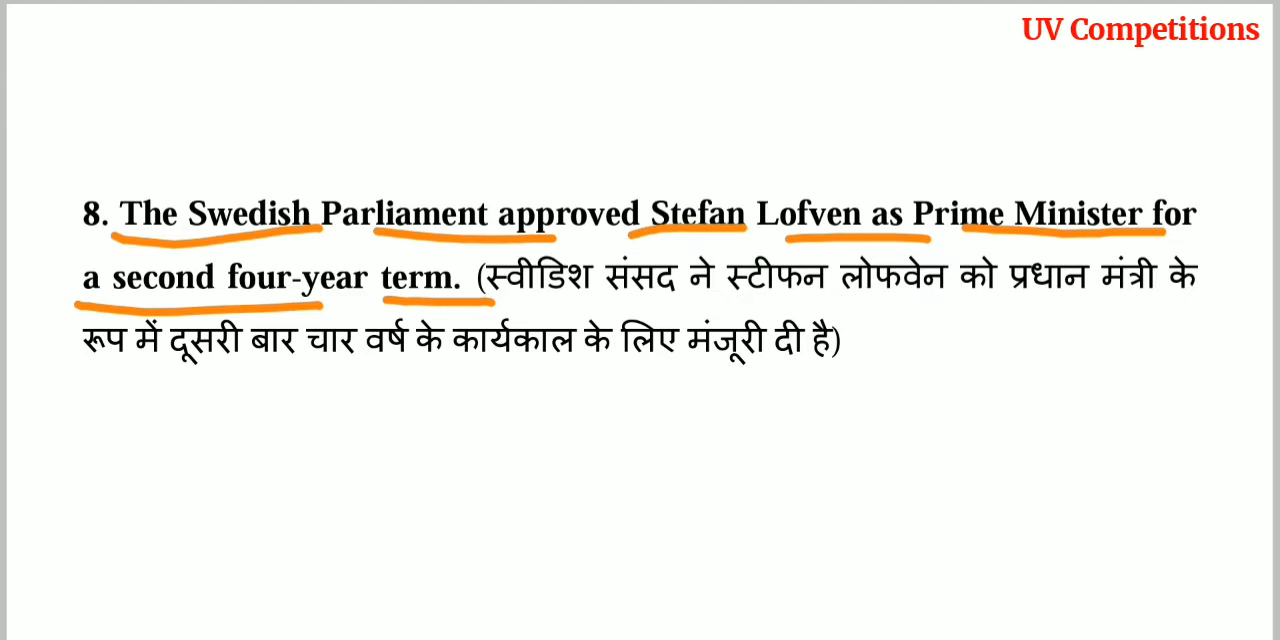 UV Competitions
8. The Swedish Parliament approved Stefan Lofven as Prime Minister for
a second four-year term. (स्वीडिश संसद ने स्टीफन लोफवेन को प्रधान मंत्री के
रूप में दूसरी बार चार वर्ष के कार्यकाल के लिए मंजूरी दी है)